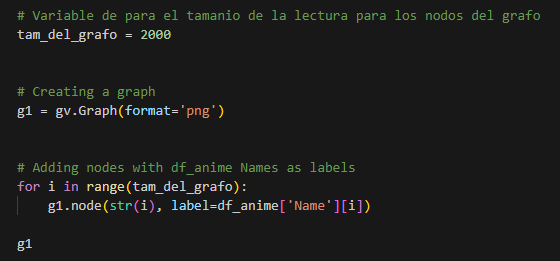 # Variable de para el tamanio de la lectura para los nodos del grafo
tam_del_grafo = 2000
# Creating a graph
g1 = gv.Graph(format='png')
# Adding nodes with df_anime Names as labels
for i in range(tam_del_grafo):
    g1.node(str(i), label=df_anime['Name'][i])
g1